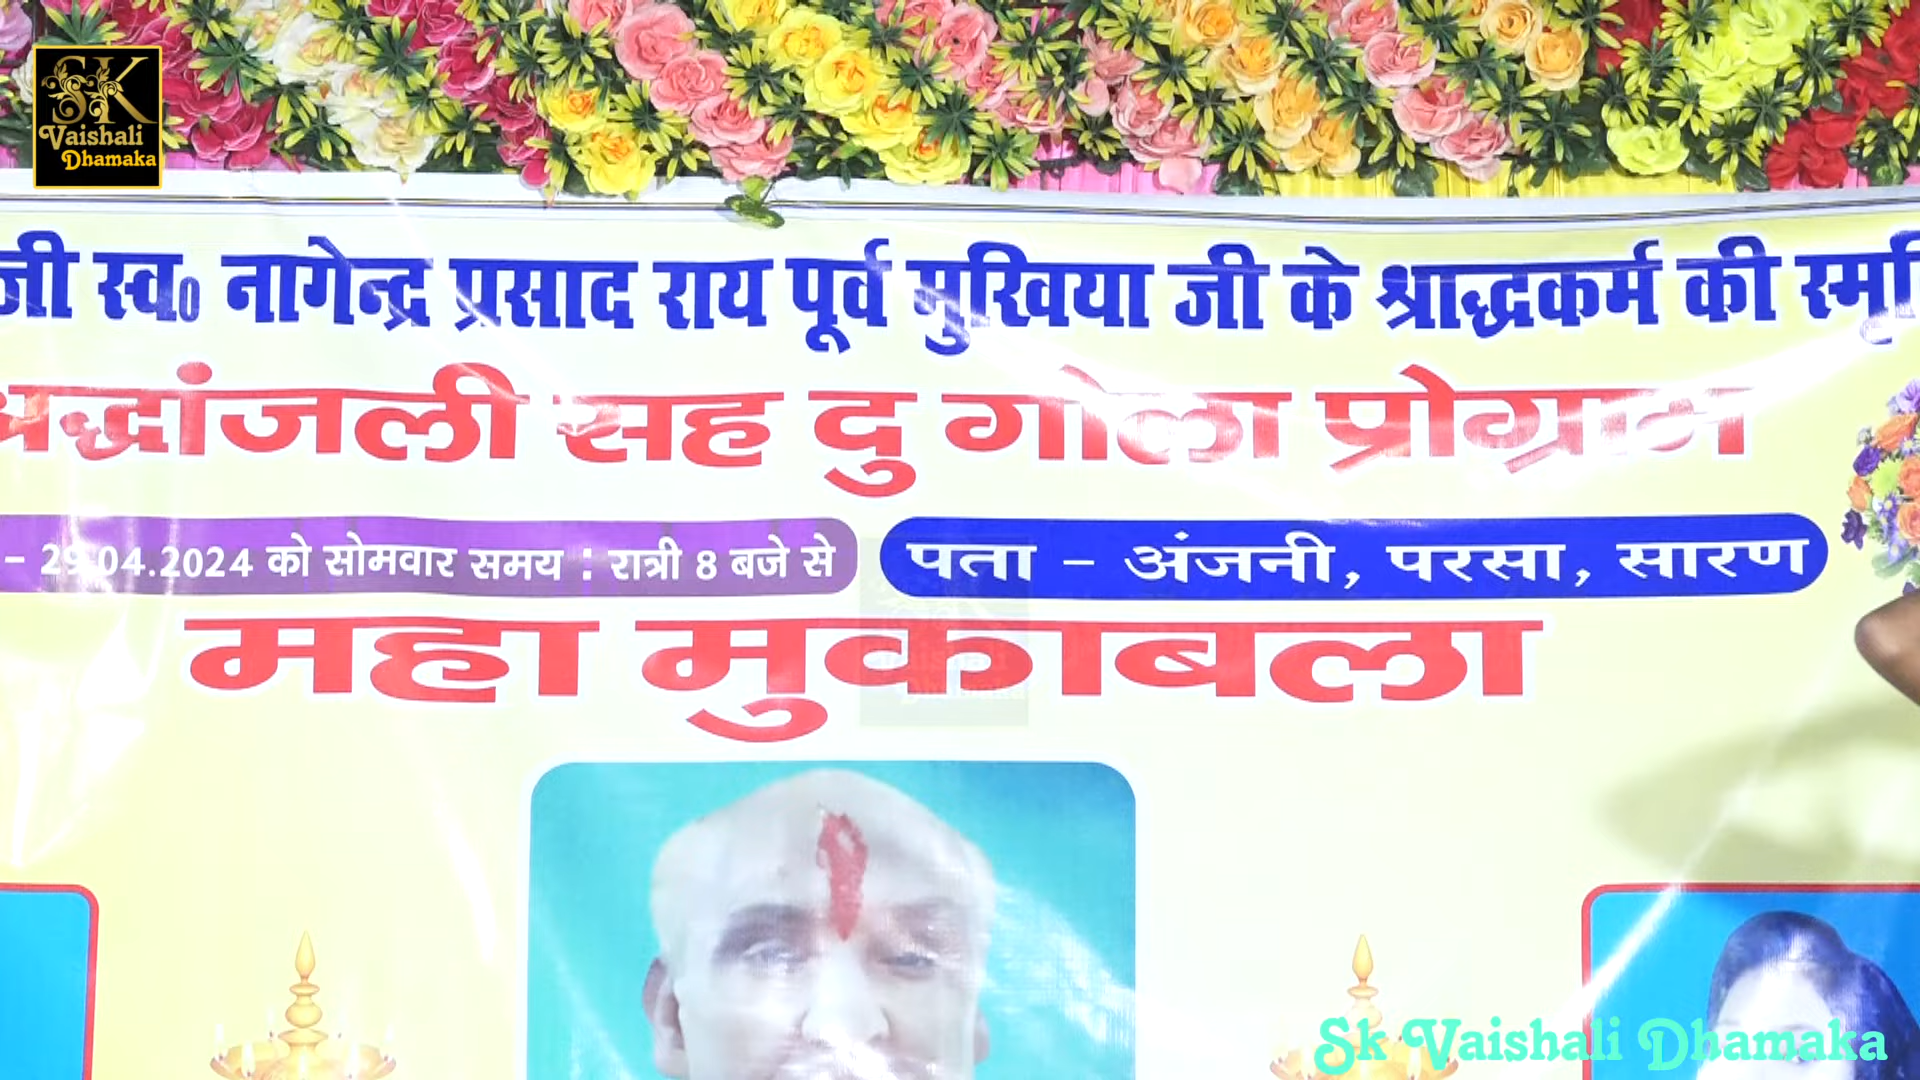 SK
Vaishali
Dhamaka
जी स्व० नागेन्द्र प्रसाद राय पूर्व मुखिया जी के श्राद्धकर्म की
श्रद्धांजली सह दु गोला प्रोग्राम
– 29.04.2024 को सोमवार समय : रात्री 8 बजे से
पता – अंजनी, परसा, सारण
महा मुकाबला
Sk Vaishali Dhamaka